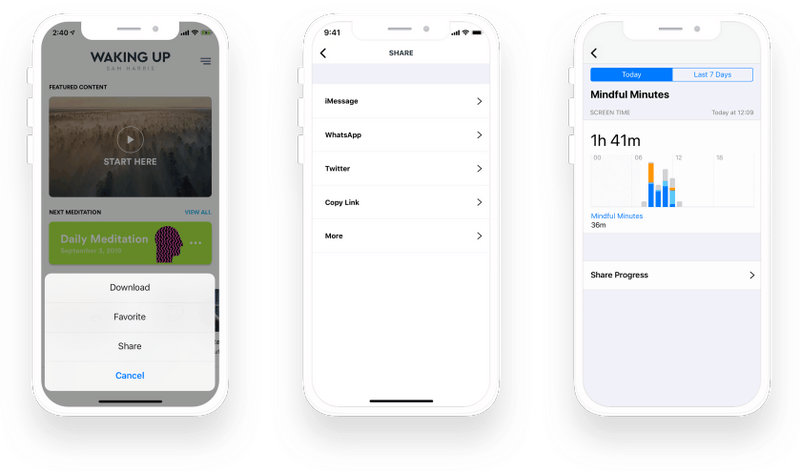 2:40
WAKING UP
SAM HARRIS
FEATURED CONTENT
START HERE
NEXT MEDITATION
VIEW ALL
Daily Meditation
September 3, 2019
Download
Favorite
Share
Cancel
9:41
SHARE
iMessage
WhatsApp
Twitter
Copy Link
More
Today
Last 7 Days
Mindful Minutes
SCREEN TIME
Today at 12:09
1h 41m
00 06 12 18
Mindful Minutes
36m
Share Progress